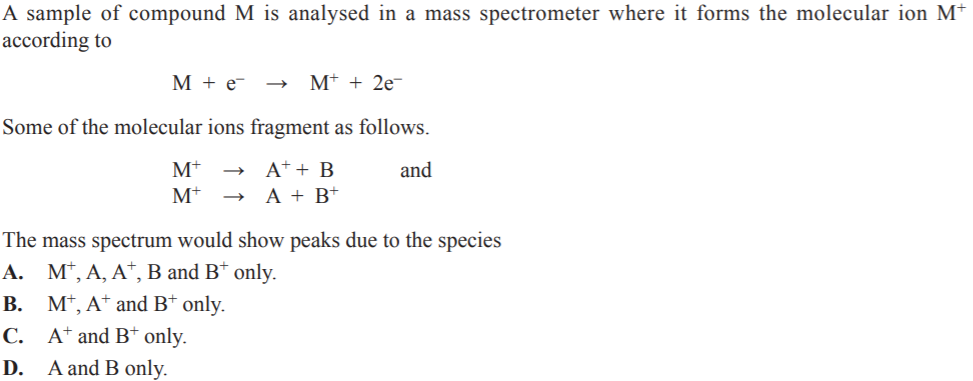 A sample of compound M is analysed in a mass spectrometer where it forms the molecular ion M⁺
according to
M + e⁻ → M⁺ + 2e⁻
Some of the molecular ions fragment as follows.
M⁺ → A⁺ + B and
M⁺ → A + B⁺
The mass spectrum would show peaks due to the species
A. M⁺, A, A⁺, B and B⁺ only.
B. M⁺, A⁺ and B⁺ only.
C. A⁺ and B⁺ only.
D. A and B only.